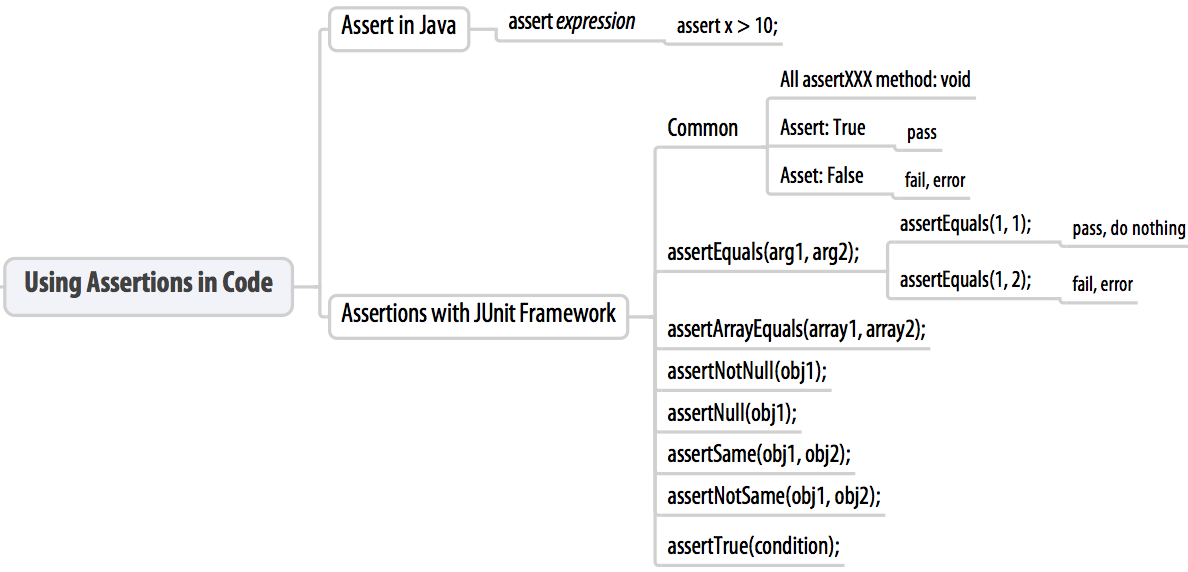 Assert in Java
assert expression
assert x > 10;
All assertXXX method: void
Common
Assert: True
pass
Asset: False
fail, error
assertEquals(1, 1);
pass, do nothing
assertEquals(arg1, arg2);
Using Assertions in Code
assertEquals(1, 2);
fail, error
Assertions with JUnit Framework
assertArrayEquals(array1, array2);
assertNotNull(obj1);
assertNull(obj1);
assertSame(obj1, obj2);
assertNotSame(obj1, obj2);
assertTrue(condition);